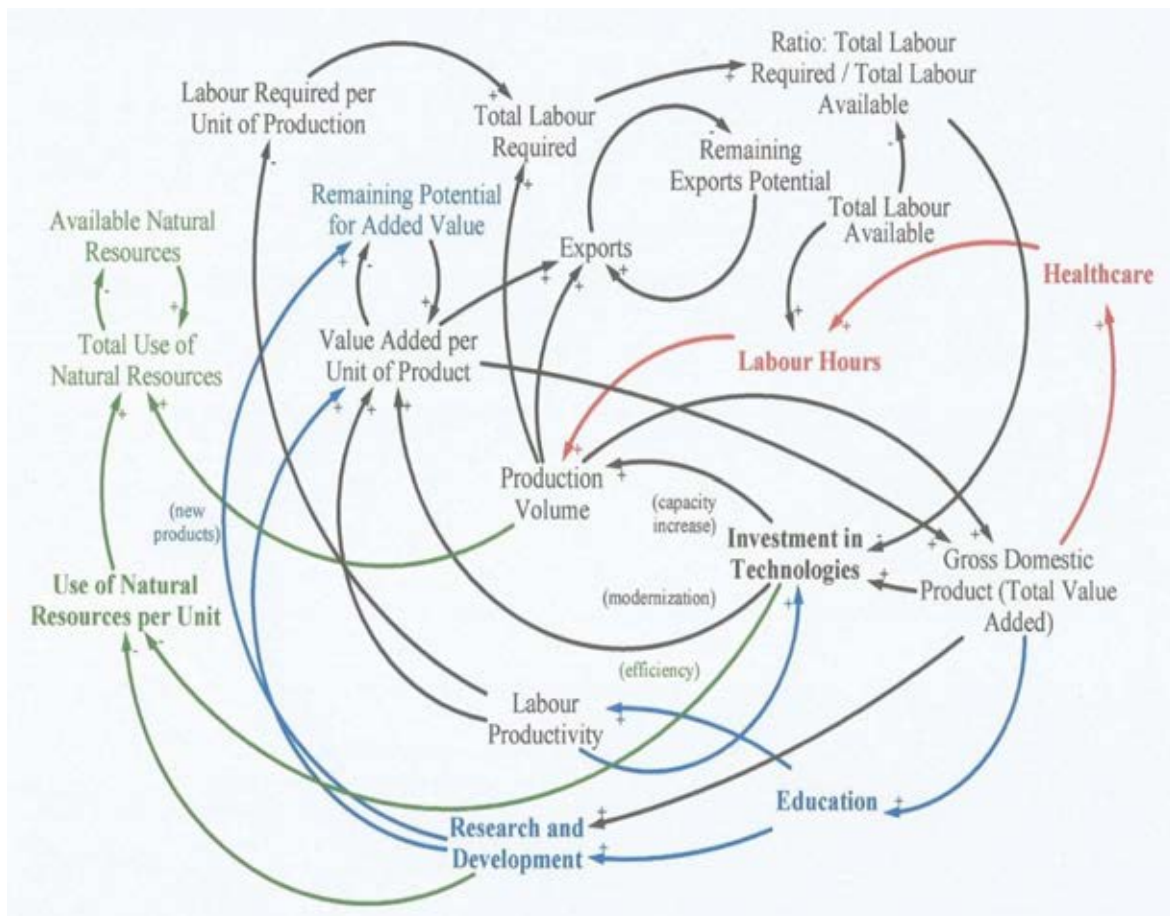 Ratio: Total Labour
Required / Total Labour
Available
Labour Required per
Unit of Production
Total Labour
Required
Remaining
Exports Potential
Remaining Potential
for Added Value
Total Labour
Available
Available Natural
Resources
Exports
Healthcare
Total Use of
Natural Resources
Value Added per
Unit of Product
Labour Hours
Production
Volume
(new
products)
(capacity
increase)
Investment in
Technologies
Gross Domestic
Product (Total Value
Added)
Use of Natural
Resources per Unit
(modernization)
(efficiency)
Labour
Productivity
Education
Research and
Development